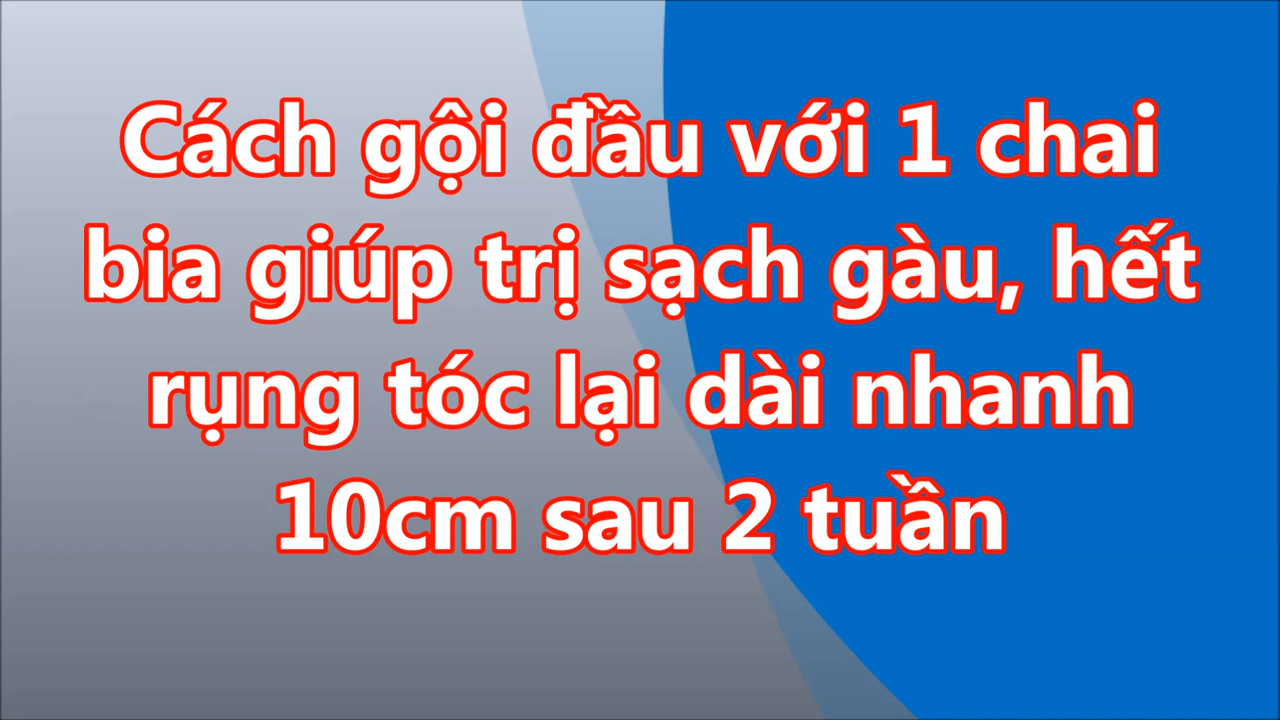 Cách gội đầu với 1 chai
bia giúp trị sạch gàu, hết
rụng tóc lại dài nhanh
10cm sau 2 tuần